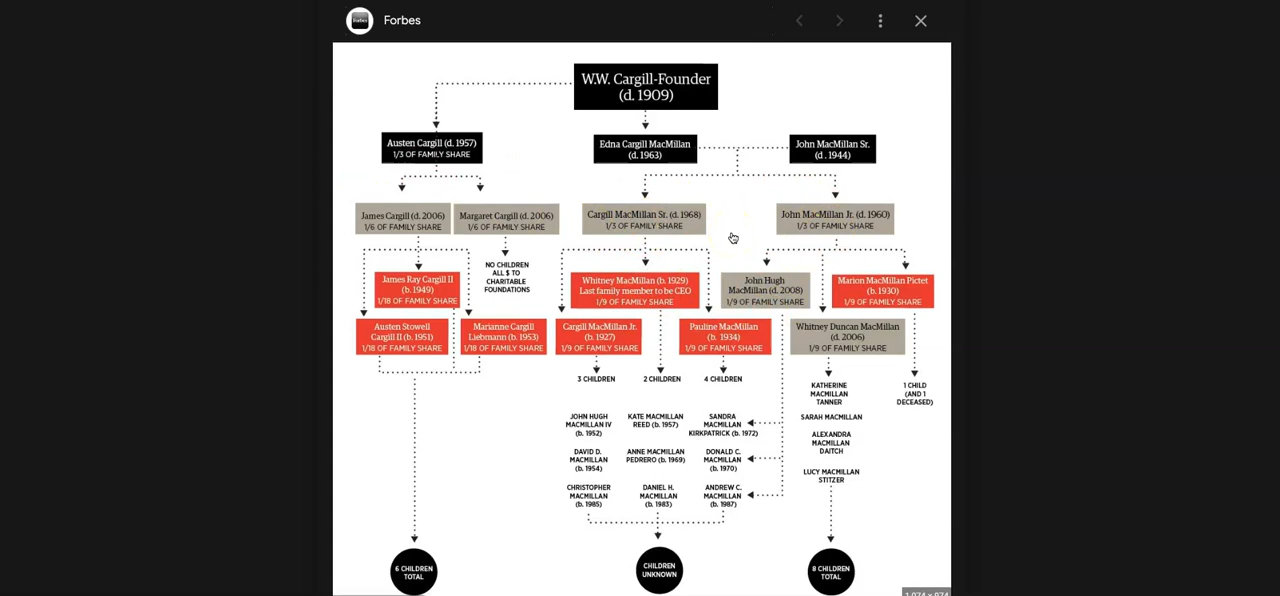 Forbes
Forbes
W.W. Cargill-Founder
(d. 1909)
Austen Cargill (d. 1957)
1/3 OF FAMILY SHARE
Edna Cargill MacMillan
(d. 1963)
John MacMillan Sr.
(d . 1944)
James Cargill (d. 2006)
1/6 OF FAMILY SHARE
Margaret Cargill (d. 2006)
1/6 OF FAMILY SHARE
Cargill MacMillan Sr. (d. 1968)
1/3 OF FAMILY SHARE
John MacMillan Jr. (d. 1960)
1/3 OF FAMILY SHARE
NO CHILDREN
ALL $ TO
CHARITABLE
FOUNDATIONS
James Ray Cargill II
(b. 1949)
1/18 OF FAMILY SHARE
Whitney MacMillan (b. 1929)
Last family member to be CEO
1/9 OF FAMILY SHARE
John Hugh
MacMillan (d. 2008)
1/9 OF FAMILY SHARE
Marion MacMillan Pictet
(b. 1930)
1/9 OF FAMILY SHARE
Austen Stowell
Cargill II (b. 1951)
1/18 OF FAMILY SHARE
Marianne Cargill
Liebmann (b. 1953)
1/18 OF FAMILY SHARE
Cargill MacMillan Jr.
(b. 1927)
1/9 OF FAMILY SHARE
Pauline MacMillan
(b. 1934)
1/9 OF FAMILY SHARE
Whitney Duncan MacMillan
(d. 2006)
1/9 OF FAMILY SHARE
3 CHILDREN
2 CHILDREN
4 CHILDREN
KATHERINE
MACMILLAN
TANNER
1 CHILD
(AND 1
DECEASED)
JOHN HUGH
MACMILLAN IV
(b. 1952)
KATE MACMILLAN
REED (b. 1957)
SANDRA
MACMILLAN
KIRKPATRICK (b. 1972)
SARAH MACMILLAN
ALEXANDRA
MACMILLAN
DAITCH
DAVID D.
MACMILLAN
(b. 1954)
ANNE MACMILLAN
PEDRERO (b. 1969)
DONALD C.
MACMILLAN
(b. 1970)
LUCY MACMILLAN
STITZER
CHRISTOPHER
MACMILLAN
(b. 1985)
DANIEL H.
MACMILLAN
(b. 1983)
ANDREW C.
MACMILLAN
(b. 1987)
6 CHILDREN
TOTAL
CHILDREN
UNKNOWN
8 CHILDREN
TOTAL